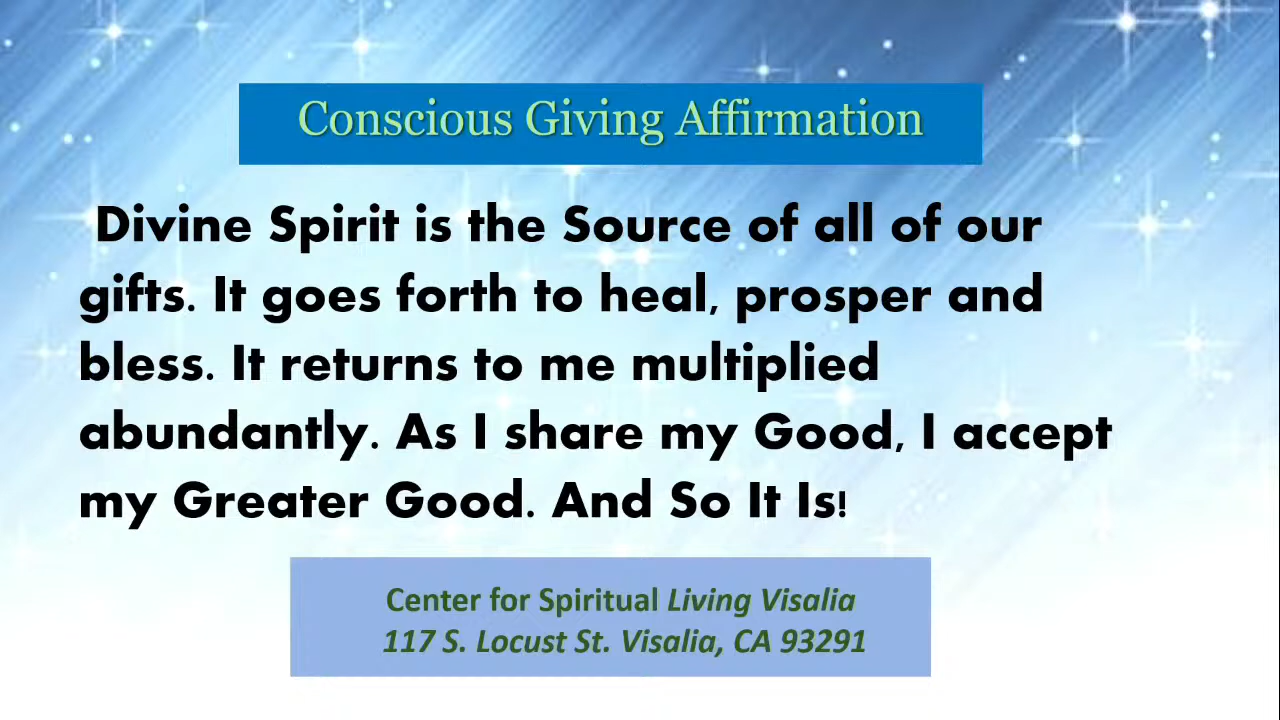 Conscious Giving Affirmation
Divine Spirit is the Source of all of our
gifts. It goes forth to heal, prosper and
bless. It returns to me multiplied
abundantly. As I share my Good, I accept
my Greater Good. And So It Is!
Center for Spiritual Living Visalia
117 S. Locust St. Visalia, CA 93291